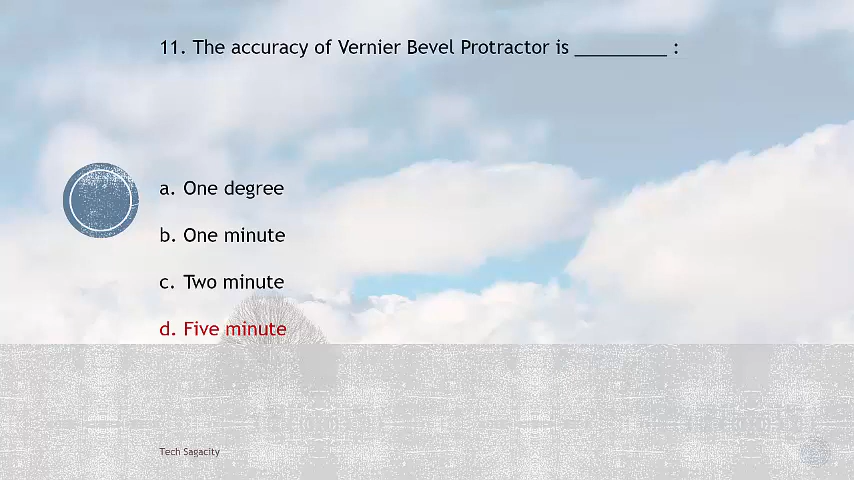 11. The accuracy of Vernier Bevel Protractor is _________ :
a. One degree
b. One minute
c. Two minute
d. Five minute
Tech Sagacity